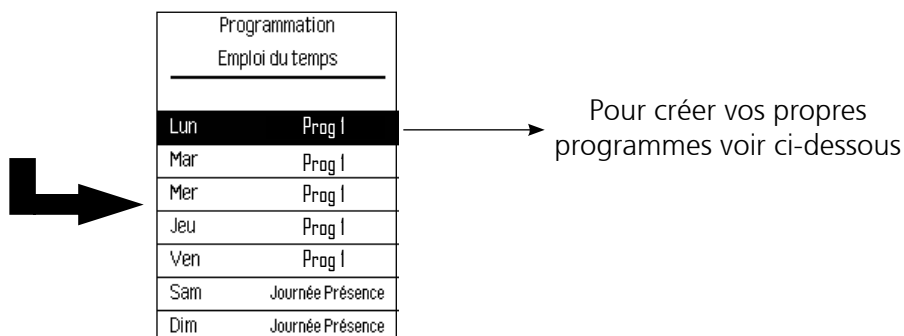 Programmation
Emploi du temps
Lun Prog 1
Mar Prog 1
Mer Prog 1
Jeu Prog 1
Ven Prog 1
Sam Journée Présence
Dim Journée Présence
Pour créer vos propres
programmes voir ci-dessous